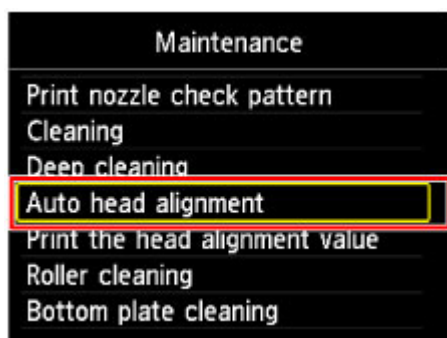 Maintenance
Print nozzle check pattern
Cleaning
Deep cleaning
Auto head alignment
Print the head alignment value
Roller cleaning
Bottom plate cleaning